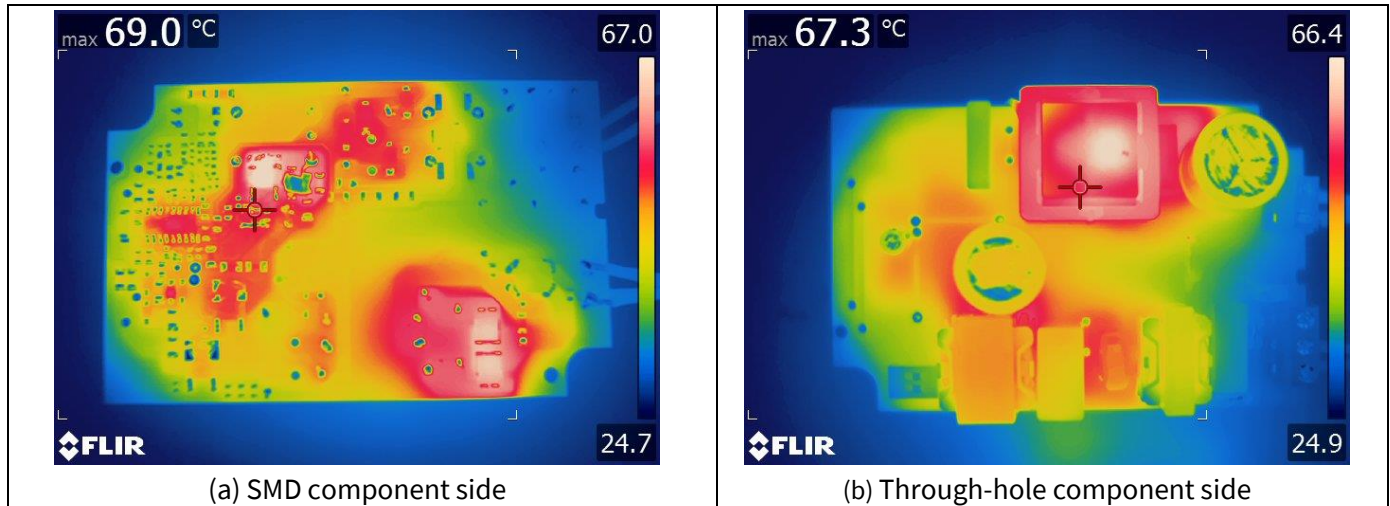 max 69.0 °C
67.0
24.7
FLIR
(a) SMD component side
max 67.3 °C
66.4
24.9
FLIR
(b) Through-hole component side